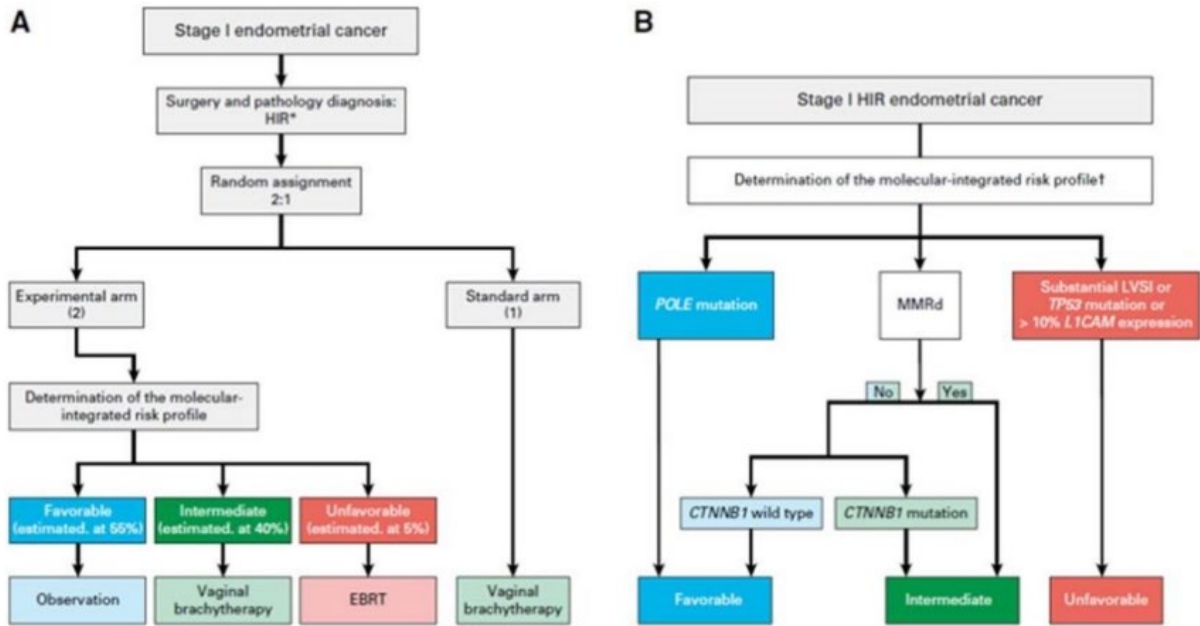 A
Stage I endometrial cancer
Surgery and pathology diagnosis:
HIR*
Random assignment
2:1
Experimental arm
(2)
Standard arm
(1)
Determination of the molecular-
integrated risk profile
Favorable
(estimated. at 55%)
Intermediate
(estimated. at 40%)
Unfavorable
(estimated. at 5%)
Observation
Vaginal
brachytherapy
EBRT
Vaginal
brachytherapy
B
Stage I HIR endometrial cancer
Determination of the molecular-integrated risk profile†
POLE mutation
MMRd
Substantial LVSI or
TP53 mutation or
> 10% L1CAM expression
No
Yes
CTNNB1 wild type
CTNNB1 mutation
Favorable
Intermediate
Unfavorable